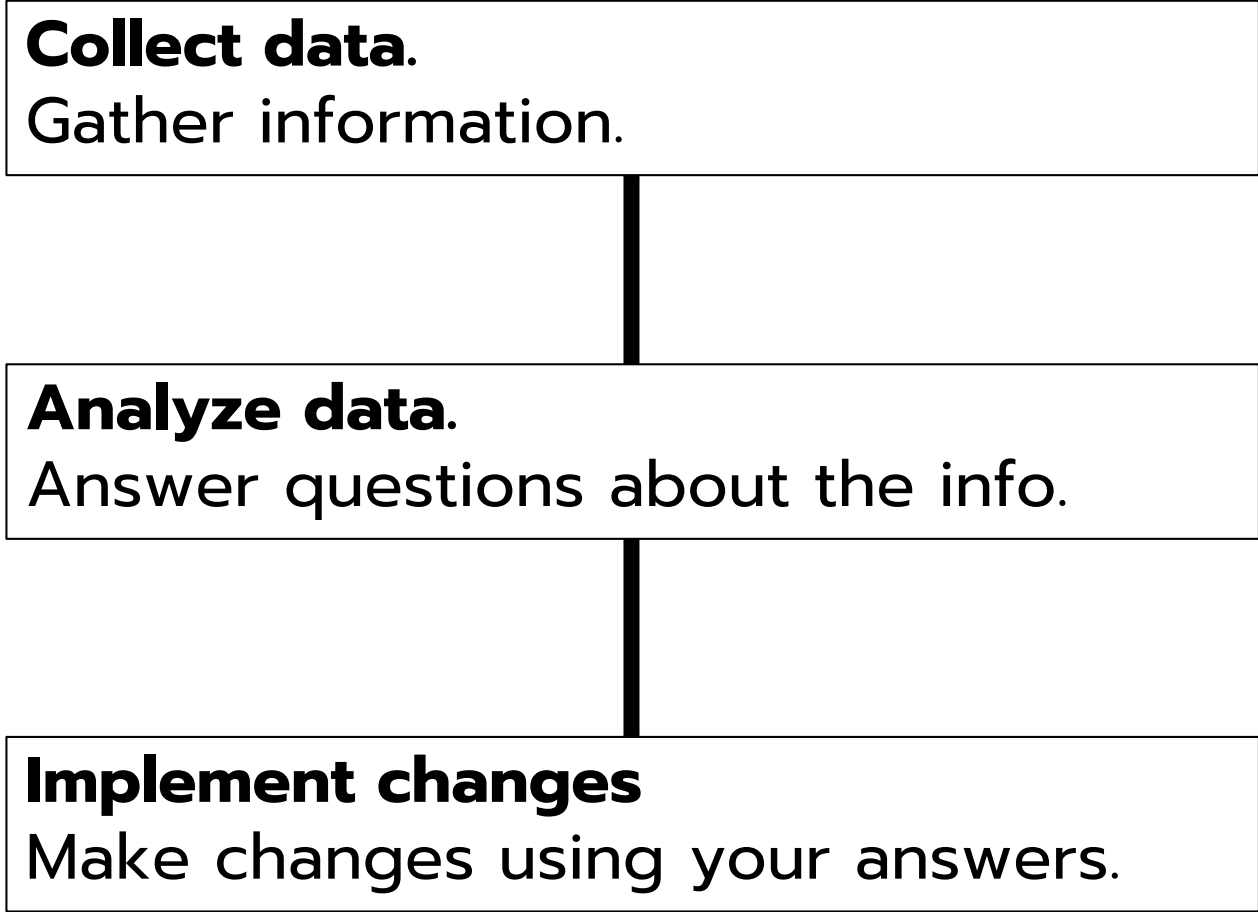 Collect data.
Gather information.
Analyze data.
Answer questions about the info.
Implement changes
Make changes using your answers.